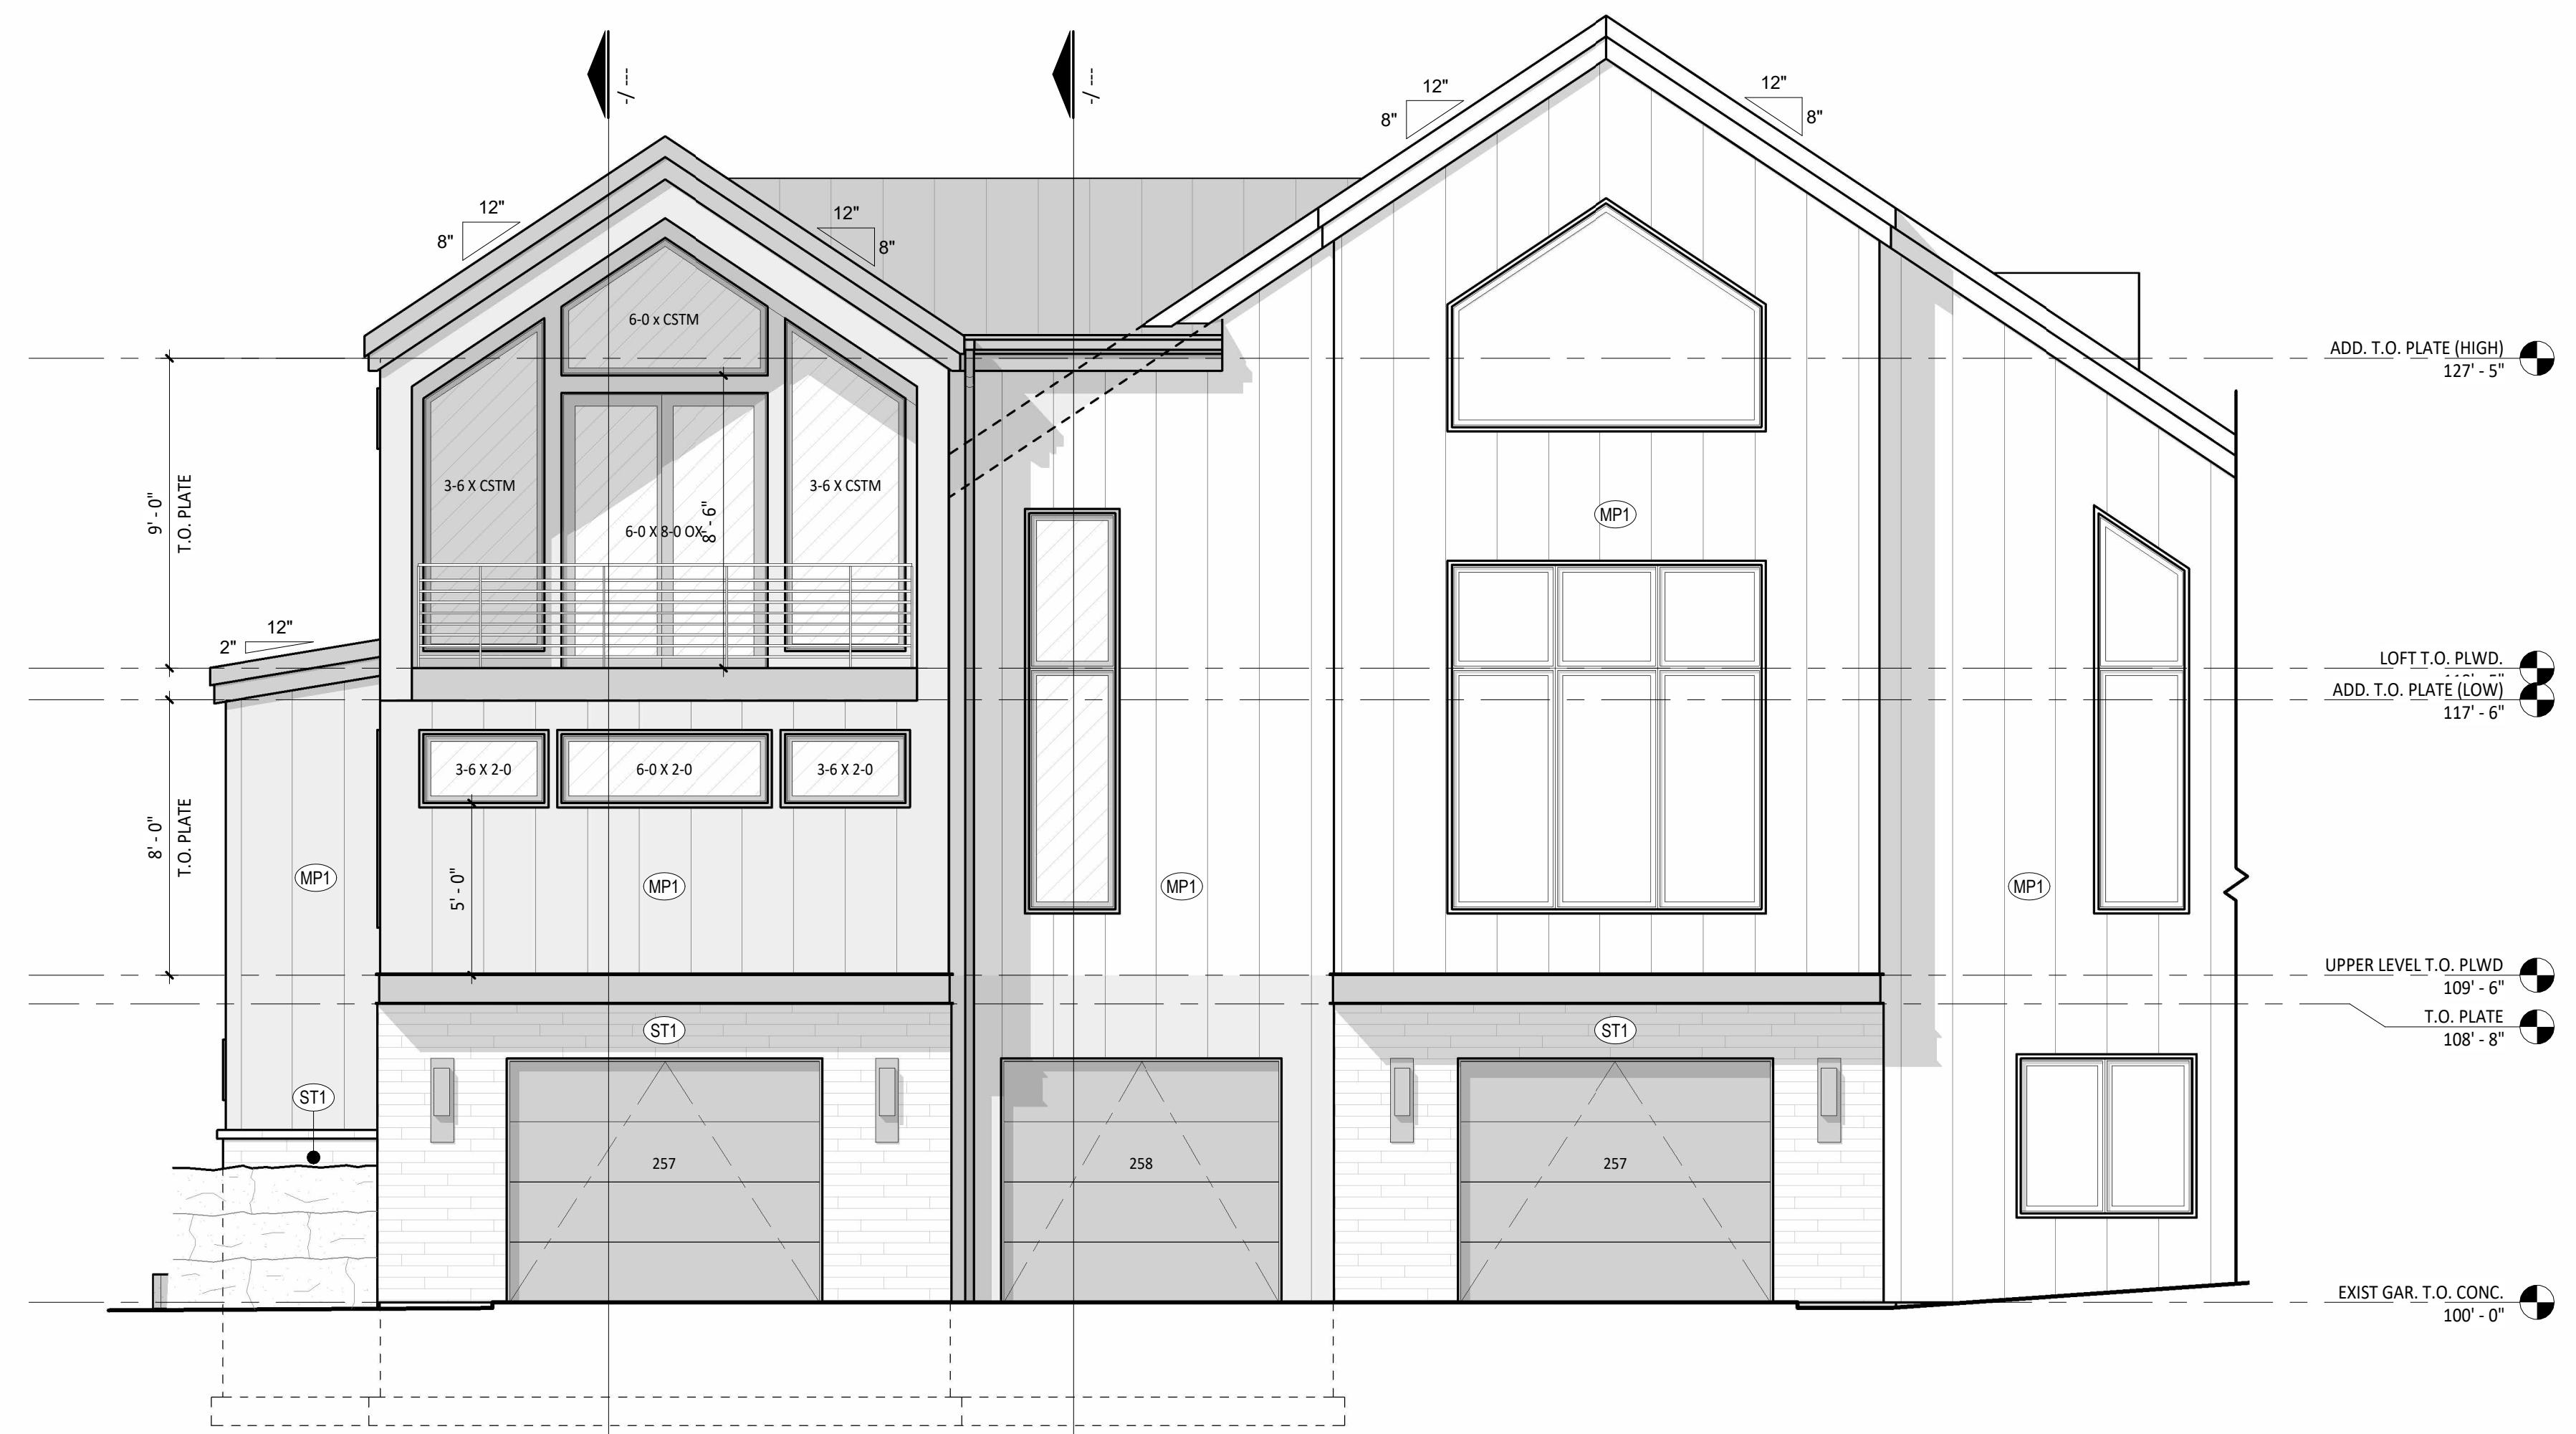 -/ ---
-/ ---
12"
8"
12"
8"
12"
8"
12"
8"
6-0 x CSTM
3-6 X CSTM
3-6 X CSTM
6-0 X 8-0 OX
8' - 6"
9' - 0"
T.O. PLATE
ADD. T.O. PLATE (HIGH)
127' - 5"
MP1
12"
2"
LOFT T.O. PLWD.
ADD. T.O. PLATE (LOW)
117' - 6"
3-6 X 2-0
6-0 X 2-0
3-6 X 2-0
8' - 0"
T.O. PLATE
5' - 0"
MP1
MP1
MP1
MP1
UPPER LEVEL T.O. PLWD
109' - 6"
T.O. PLATE
108' - 8"
ST1
ST1
ST1
257
258
257
EXIST GAR. T.O. CONC.
100' - 0"